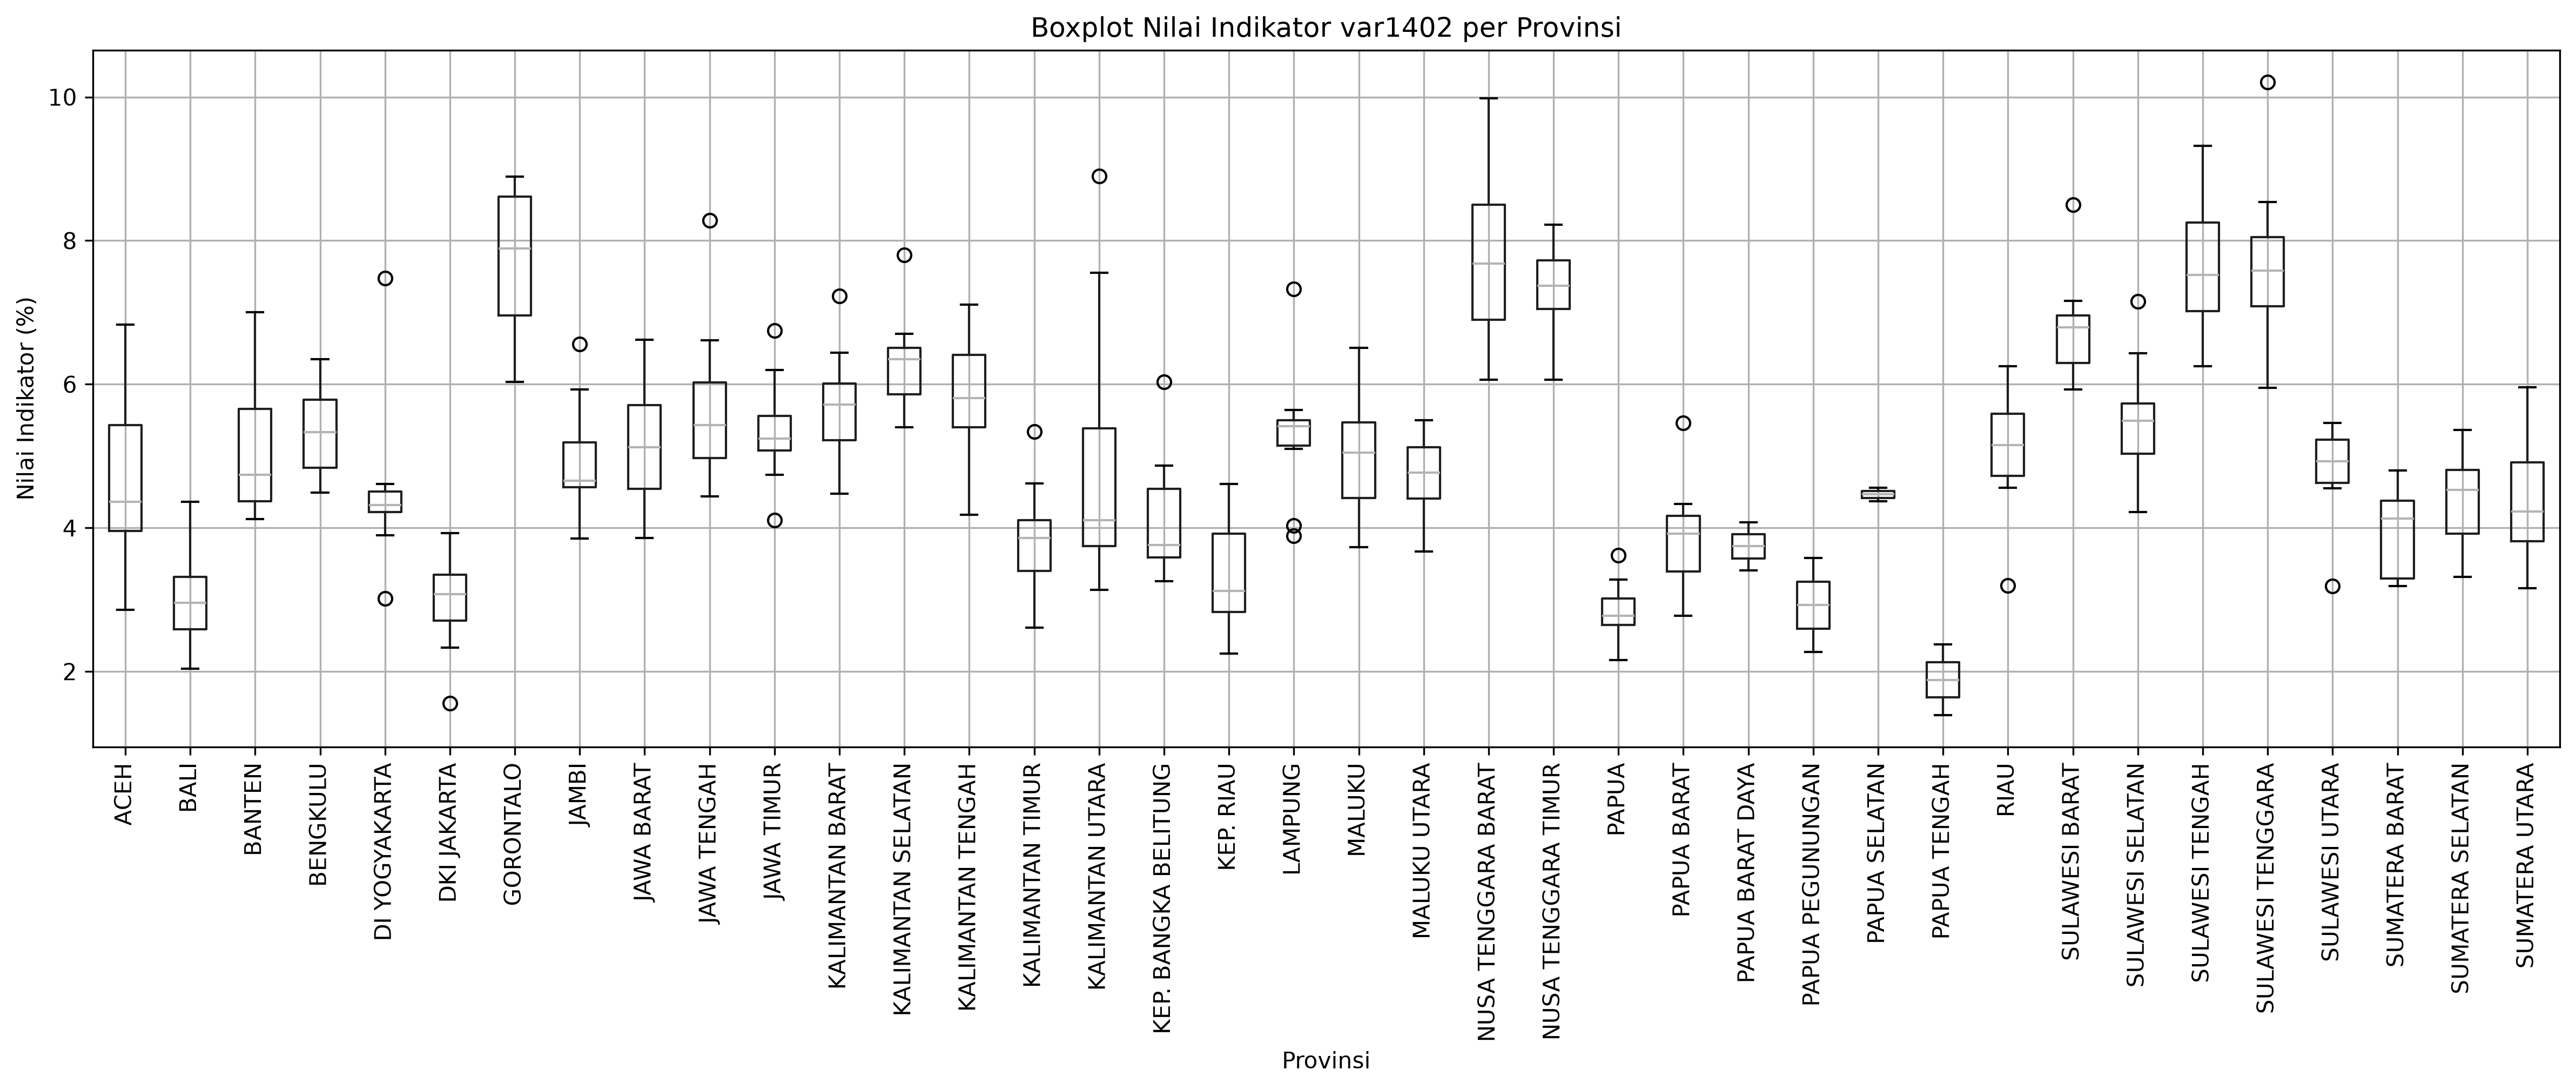 Boxplot Nilai Indikator var1402 per Provinsi
Nilai Indikator (%)
10
8
6
4
2
ACEH
BALI
BANTEN
BENGKULU
DI YOGYAKARTA
DKI JAKARTA
GORONTALO
JAMBI
JAWA BARAT
JAWA TENGAH
JAWA TIMUR
KALIMANTAN BARAT
KALIMANTAN SELATAN
KALIMANTAN TENGAH
KALIMANTAN TIMUR
KALIMANTAN UTARA
KEP. BANGKA BELITUNG
KEP. RIAU
LAMPUNG
MALUKU
MALUKU UTARA
NUSA TENGGARA BARAT
NUSA TENGGARA TIMUR
PAPUA
PAPUA BARAT
PAPUA BARAT DAYA
PAPUA PEGUNUNGAN
PAPUA SELATAN
PAPUA TENGAH
RIAU
SULAWESI BARAT
SULAWESI SELATAN
SULAWESI TENGAH
SULAWESI TENGGARA
SULAWESI UTARA
SUMATERA BARAT
SUMATERA SELATAN
SUMATERA UTARA
Provinsi